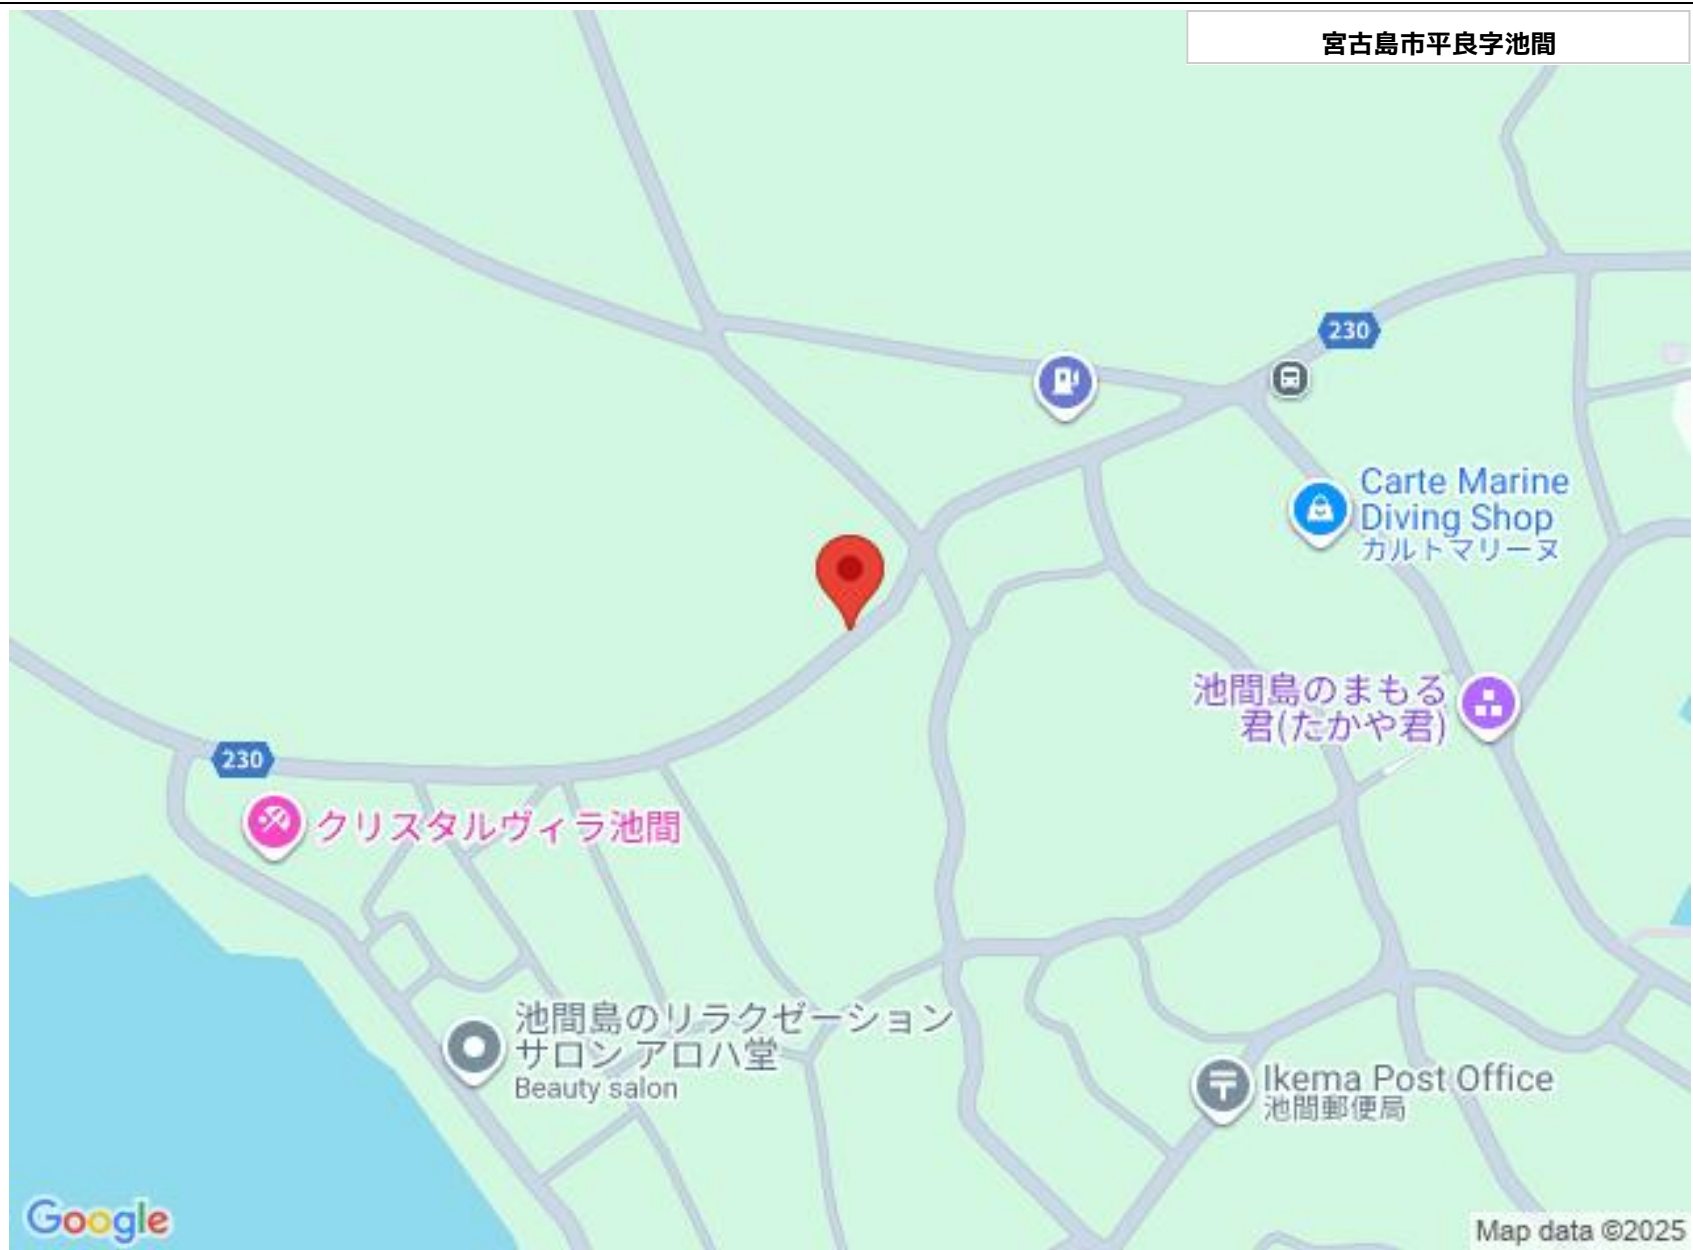 宮古島市平良字池間
230
Carte Marine
Diving Shop
カルトマリーヌ
池間島のまもる
君(たかや君)
230
クリスタルヴィラ池間
池間島のリラクゼーション
サロン アロハ堂
Beauty salon
Ikema Post Office
池間郵便局
Google
Map data ©2025